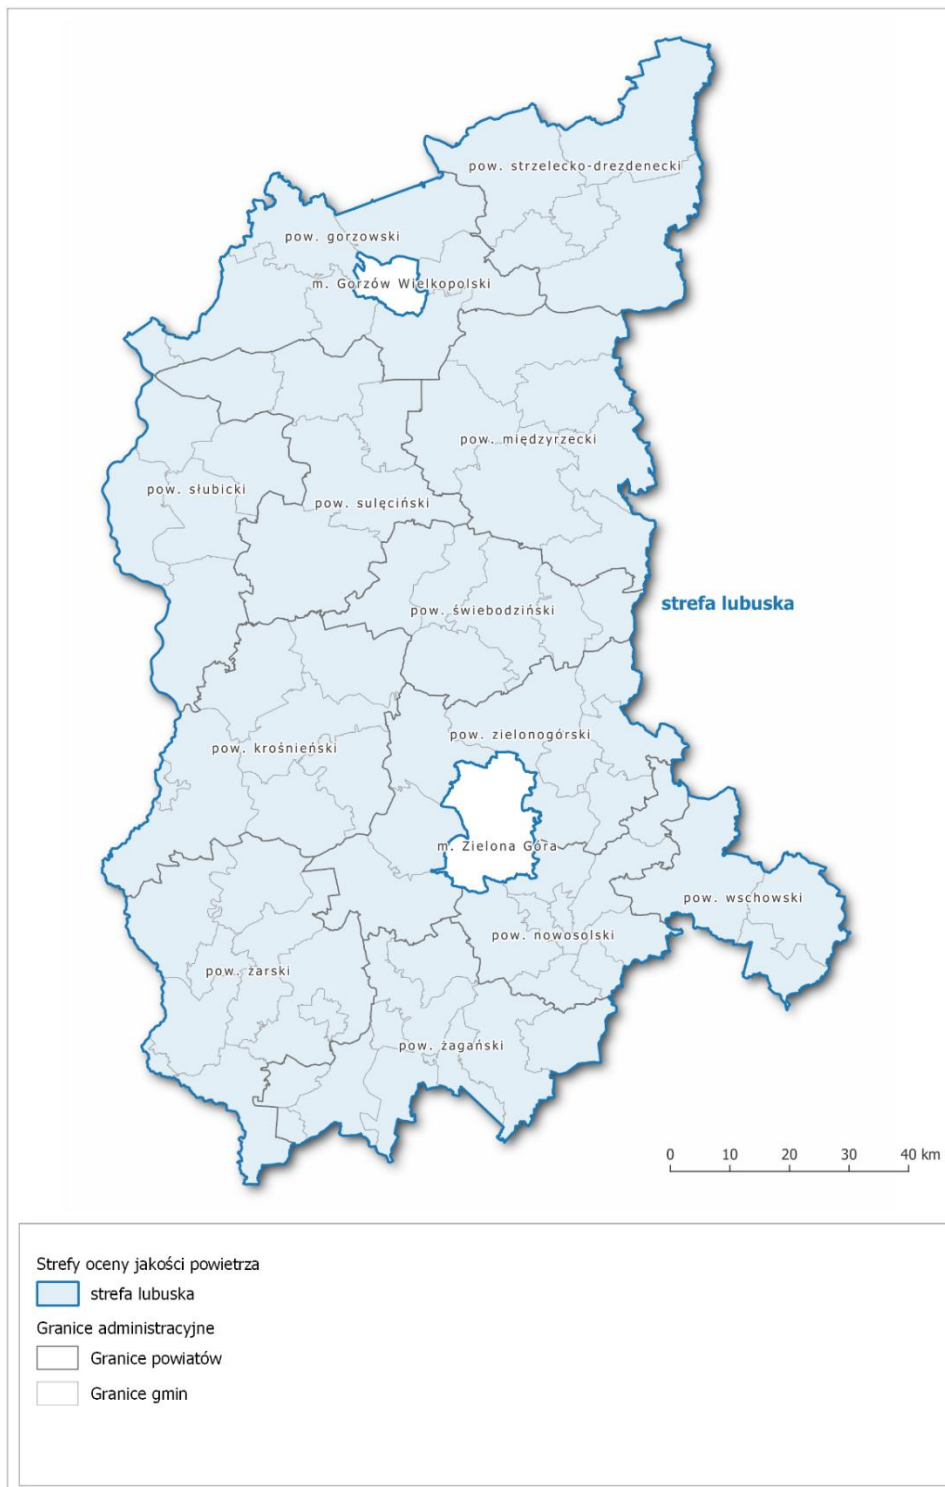 pow. strzelecko-drezdenecki
pow. gorzowski
m. Gorzów Wielkopolski
pow. międzyrzecki
pow. słubicki
pow. sulęciński
strefa lubuska
pow. świebodziński
pow. zielonogórski
pow. krośnieński
m. Zielona Góra
pow. wschowski
pow. nowosolski
pow. żarski
pow. żagański
0 10 20 30 40 km
Strefy oceny jakości powietrza
strefa lubuska
Granice administracyjne
Granice powiatów
Granice gmin